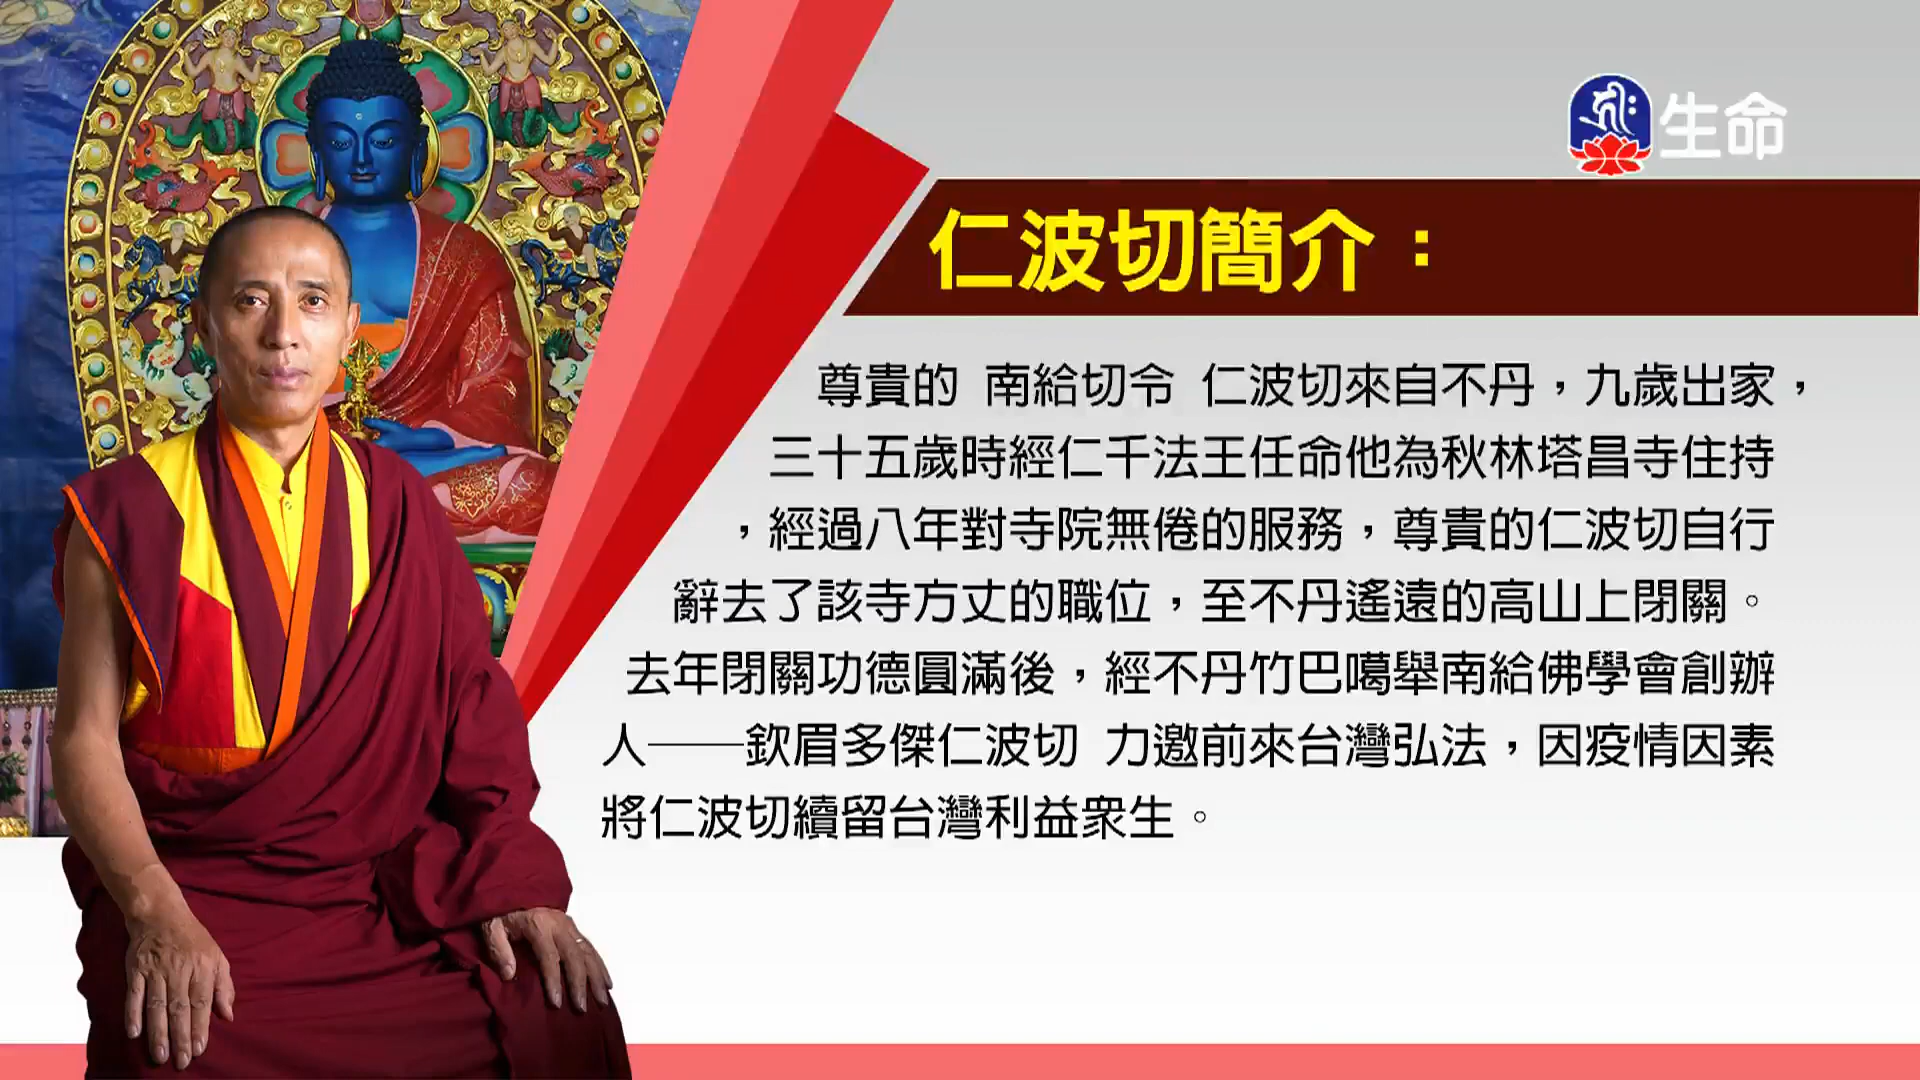 生命
仁波切簡介：
尊貴的 南給切令 仁波切來自不丹，九歲出家，
三十五歲時經仁千法王任命他為秋林塔昌寺住持
，經過八年對寺院無倦的服務，尊貴的仁波切自行
辭去了該寺方丈的職位，至不丹遙遠的高山上閉關。
去年閉關功德圓滿後，經不丹竹巴噶舉南給佛學會創辦
人──欽眉多傑仁波切 力邀前來台灣弘法，因疫情因素
將仁波切續留台灣利益眾生。